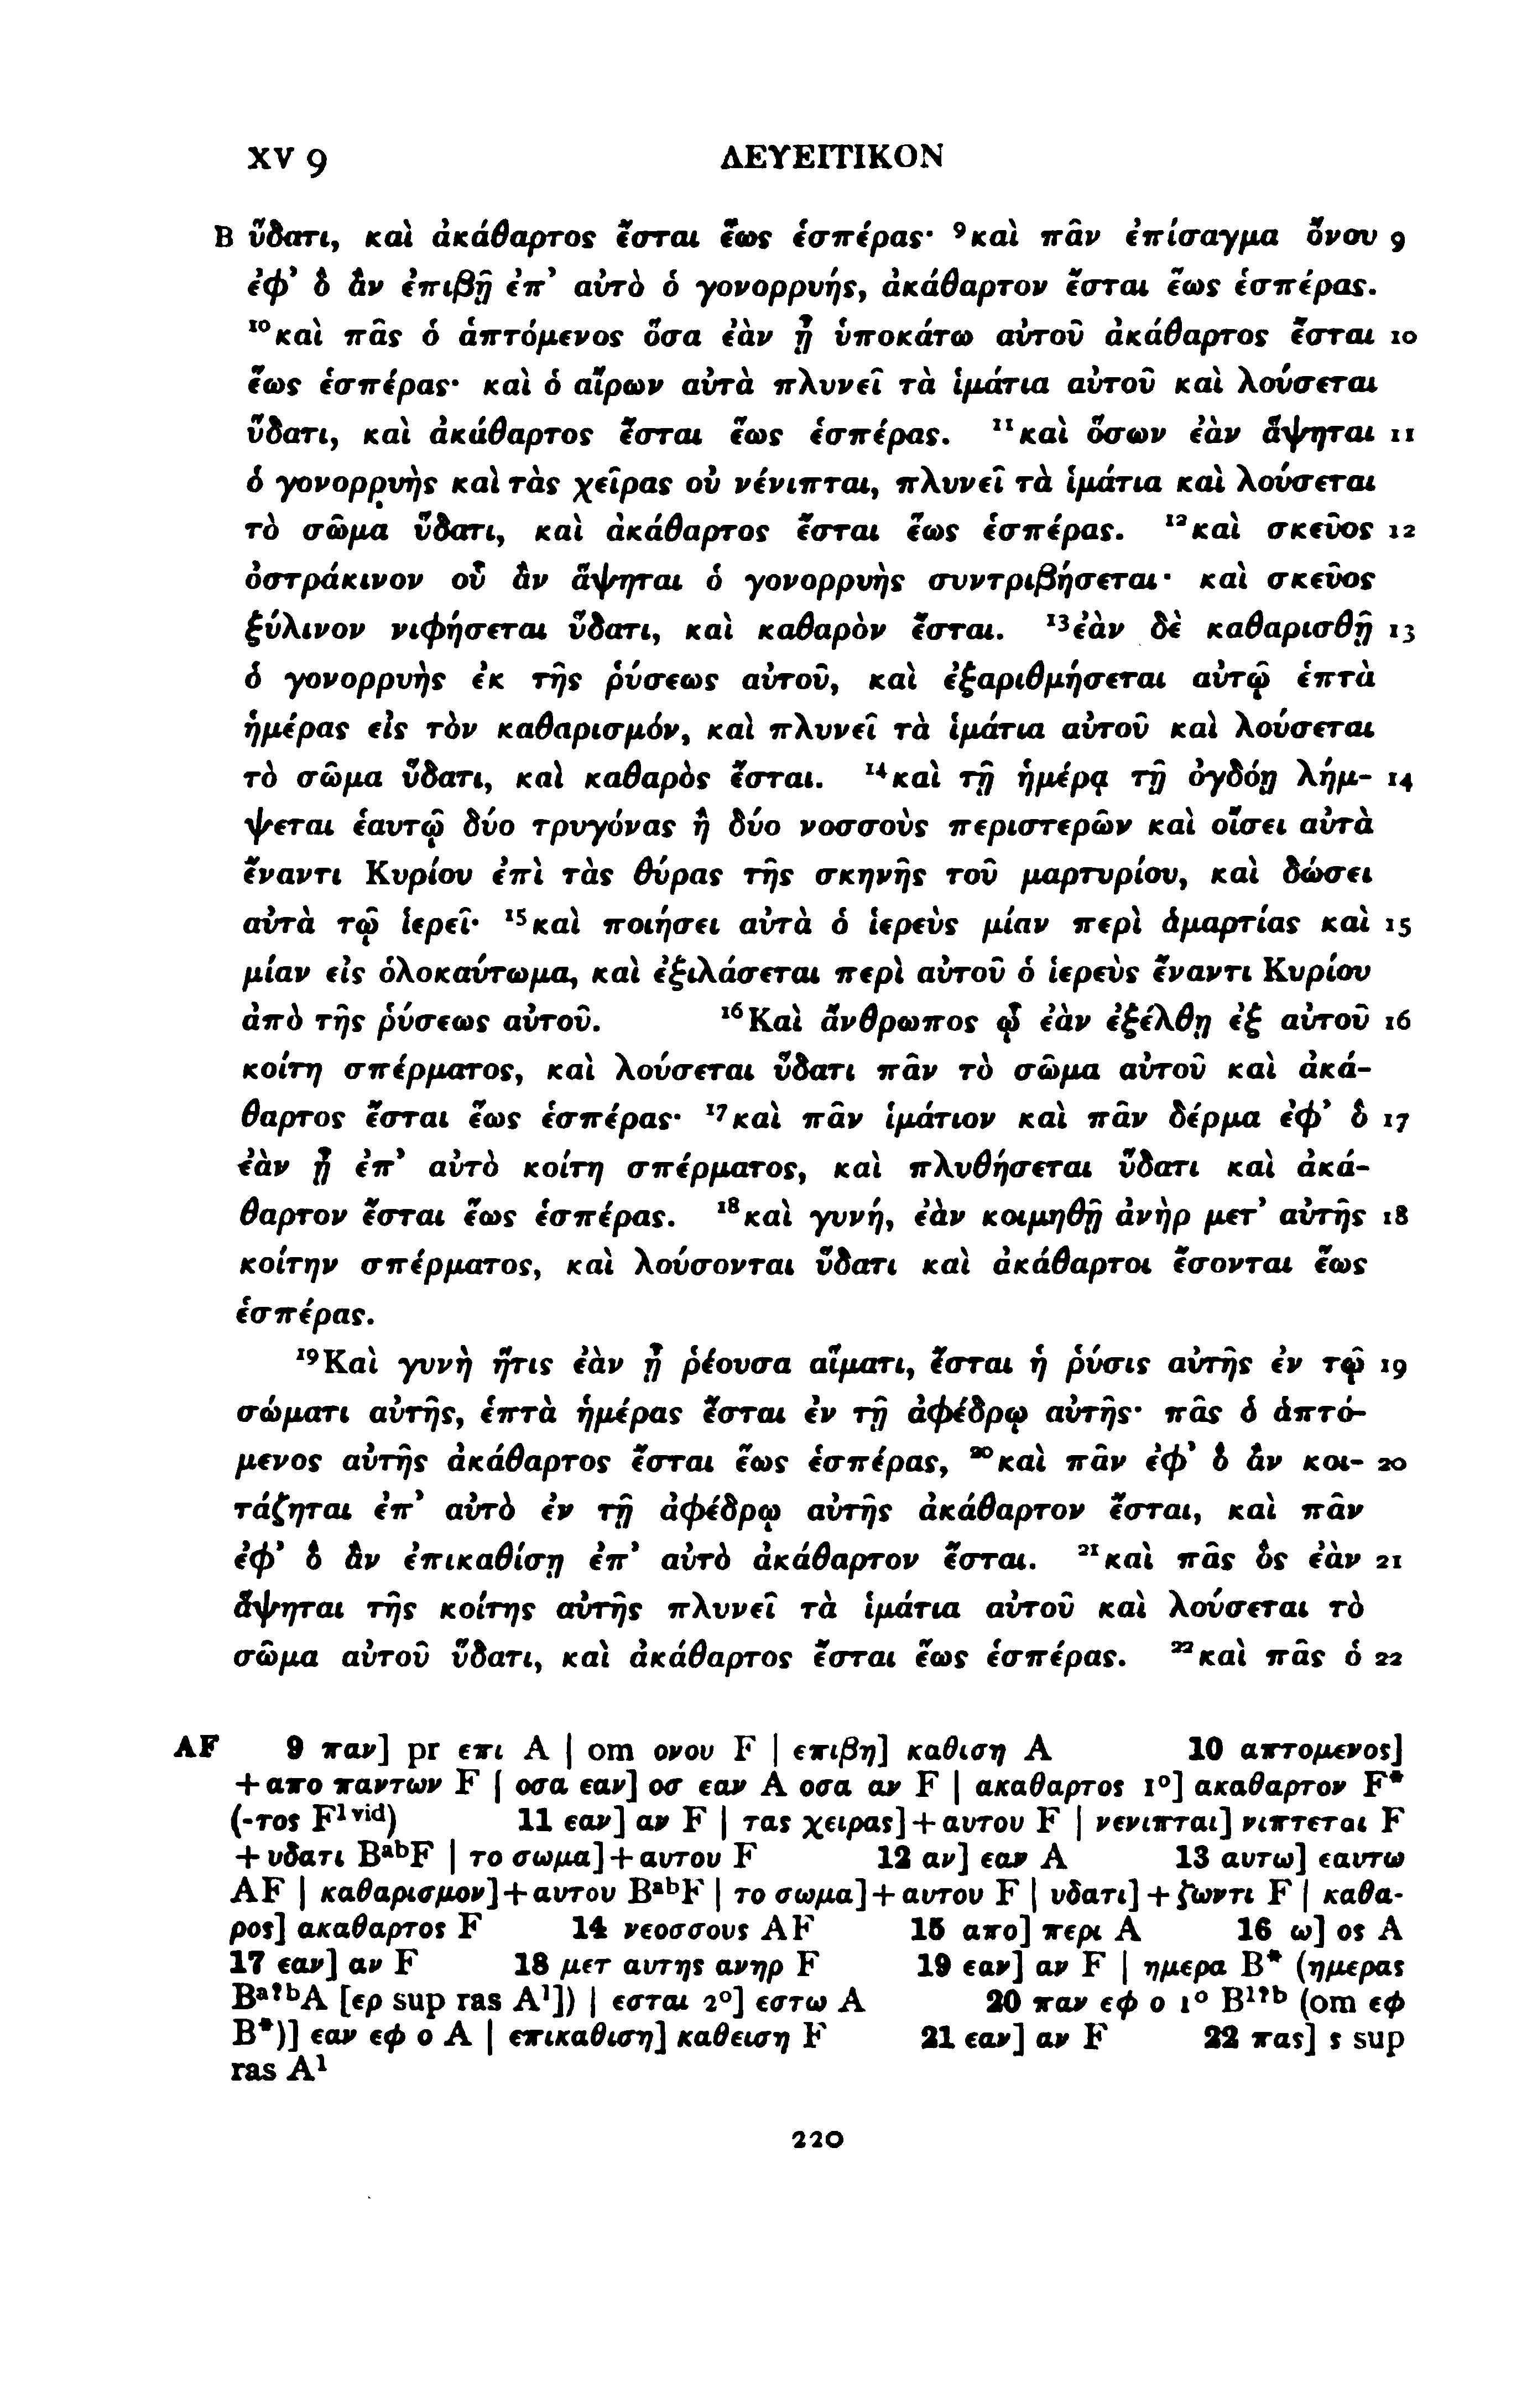 XV 9 ΛΕΥΕΙΤΙΚΟΝ
B ὕδατι, καὶ ἀκάθαρτος ἔσται ἕως ἑσπέρας· ⁹καὶ πᾶν ἐπίσαγμα ὄνου 9
ἐφ’ ὃ ἂν ἐπιβῇ ἐπ’ αὐτὸ ὁ γονορρυής, ἀκάθαρτον ἔσται ἕως ἑσπέρας.
¹⁰καὶ πᾶς ὁ ἁπτόμενος ὅσα ἐὰν ᾖ ὑποκάτω αὐτοῦ ἀκάθαρτος ἔσται 10
ἕως ἑσπέρας· καὶ ὁ αἴρων αὐτὰ πλυνεῖ τὰ ἱμάτια αὐτοῦ καὶ λούσεται
ὕδατι, καὶ ἀκάθαρτος ἔσται ἕως ἑσπέρας. ¹¹καὶ ὅσων ἐὰν ἅψηται 11
ὁ γονορρυὴς καὶ τὰς χεῖρας οὐ νένιπται, πλυνεῖ τὰ ἱμάτια καὶ λούσεται
τὸ σῶμα ὕδατι, καὶ ἀκάθαρτος ἔσται ἕως ἑσπέρας. ¹²καὶ σκεῦος 12
ὀστράκινον οὗ ἂν ἅψηται ὁ γονορρυὴς συντριβήσεται· καὶ σκεῦος
ξύλινον νιφήσεται ὕδατι, καὶ καθαρὸν ἔσται. ¹³ἐὰν δὲ καθαρισθῇ 13
ὁ γονορρυὴς ἐκ τῆς ῥύσεως αὐτοῦ, καὶ ἐξαριθμήσεται αὐτῷ ἑπτὰ
ἡμέρας εἰς τὸν καθαρισμόν, καὶ πλυνεῖ τὰ ἱμάτια αὐτοῦ καὶ λούσεται
τὸ σῶμα ὕδατι, καὶ καθαρὸς ἔσται. ¹⁴καὶ τῇ ἡμέρᾳ τῇ ὀγδόῃ λήμ- 14
ψεται ἑαυτῷ δύο τρυγόνας ἢ δύο νοσσοὺς περιστερῶν καὶ οἴσει αὐτὰ
ἔναντι Κυρίου ἐπὶ τὰς θύρας τῆς σκηνῆς τοῦ μαρτυρίου, καὶ δώσει
αὐτὰ τῷ ἱερεῖ· ¹⁵καὶ ποιήσει αὐτὰ ὁ ἱερεὺς μίαν περὶ ἁμαρτίας καὶ 15
μίαν εἰς ὁλοκαύτωμα, καὶ ἐξιλάσεται περὶ αὐτοῦ ὁ ἱερεὺς ἔναντι Κυρίου
ἀπὸ τῆς ῥύσεως αὐτοῦ. ¹⁶Καὶ ἄνθρωπος ᾧ ἐὰν ἐξέλθῃ ἐξ αὐτοῦ 16
κοίτη σπέρματος, καὶ λούσεται ὕδατι πᾶν τὸ σῶμα αὐτοῦ καὶ ἀκά-
θαρτος ἔσται ἕως ἑσπέρας· ¹⁷καὶ πᾶν ἱμάτιον καὶ πᾶν δέρμα ἐφ’ ὃ 17
ἐὰν ᾖ ἐπ’ αὐτὸ κοίτη σπέρματος, καὶ πλυθήσεται ὕδατι καὶ ἀκά-
θαρτον ἔσται ἕως ἑσπέρας. ¹⁸καὶ γυνή, ἐὰν κοιμηθῇ ἀνὴρ μετ’ αὐτῆς 18
κοίτην σπέρματος, καὶ λούσονται ὕδατι καὶ ἀκάθαρτοι ἔσονται ἕως
ἑσπέρας.
¹⁹Καὶ γυνὴ ἥτις ἐὰν ᾖ ῥέουσα αἵματι, ἔσται ἡ ῥύσις αὐτῆς ἐν τῷ 19
σώματι αὐτῆς, ἑπτὰ ἡμέρας ἔσται ἐν τῇ ἀφέδρῳ αὐτῆς· πᾶς ὁ ἁπτό-
μενος αὐτῆς ἀκάθαρτος ἔσται ἕως ἑσπέρας, ²⁰καὶ πᾶν ἐφ’ ὃ ἂν κοι- 20
τάζηται ἐπ’ αὐτὸ ἐν τῇ ἀφέδρῳ αὐτῆς ἀκάθαρτον ἔσται, καὶ πᾶν
ἐφ’ ὃ ἂν ἐπικαθίσῃ ἐπ’ αὐτὸ ἀκάθαρτον ἔσται. ²¹καὶ πᾶς ὃς ἐὰν 21
ἅψηται τῆς κοίτης αὐτῆς πλυνεῖ τὰ ἱμάτια αὐτοῦ καὶ λούσεται τὸ
σῶμα αὐτοῦ ὕδατι, καὶ ἀκάθαρτος ἔσται ἕως ἑσπέρας. ²²καὶ πᾶς ὁ 22
AF 9 παν] pr επι A | om ονου F | επιβη] καθιση A 10 απτομενος]
+απο παντων F | οσα εαν] οσ εαν A οσα αν F | ακαθαρτος 1º] ακαθαρτον F*
(-τος F¹ ᵛⁱᵈ) 11 εαν] αν F | τας χειρας]+αυτου F | νενιπται] νιπτεται F
+υδατι BᵃᵇF | το σωμα]+αυτου F 12 αν] εαν A 13 αυτω] εαυτω
AF | καθαρισμον]+αυτου BᵃᵇF | το σωμα]+αυτου F | υδατι]+ζωντι F | καθα-
ρος] ακαθαρτος F 14 νεοσσους AF 15 απο] περι A 16 ω] ος A
17 εαν] αν F 18 μετ αυτης ανηρ F 19 εαν] αν F | ημερα B* (ημερας
Bᵃ?ᵇA [ερ sup ras A¹]) | εσται 2º] εστω A 20 παν εφ ο 1º B¹?ᵇ (om εφ
B*)] εαν εφ ο A | επικαθιση] καθειση F 21 εαν] αν F 22 πας] ς sup
ras A¹
220